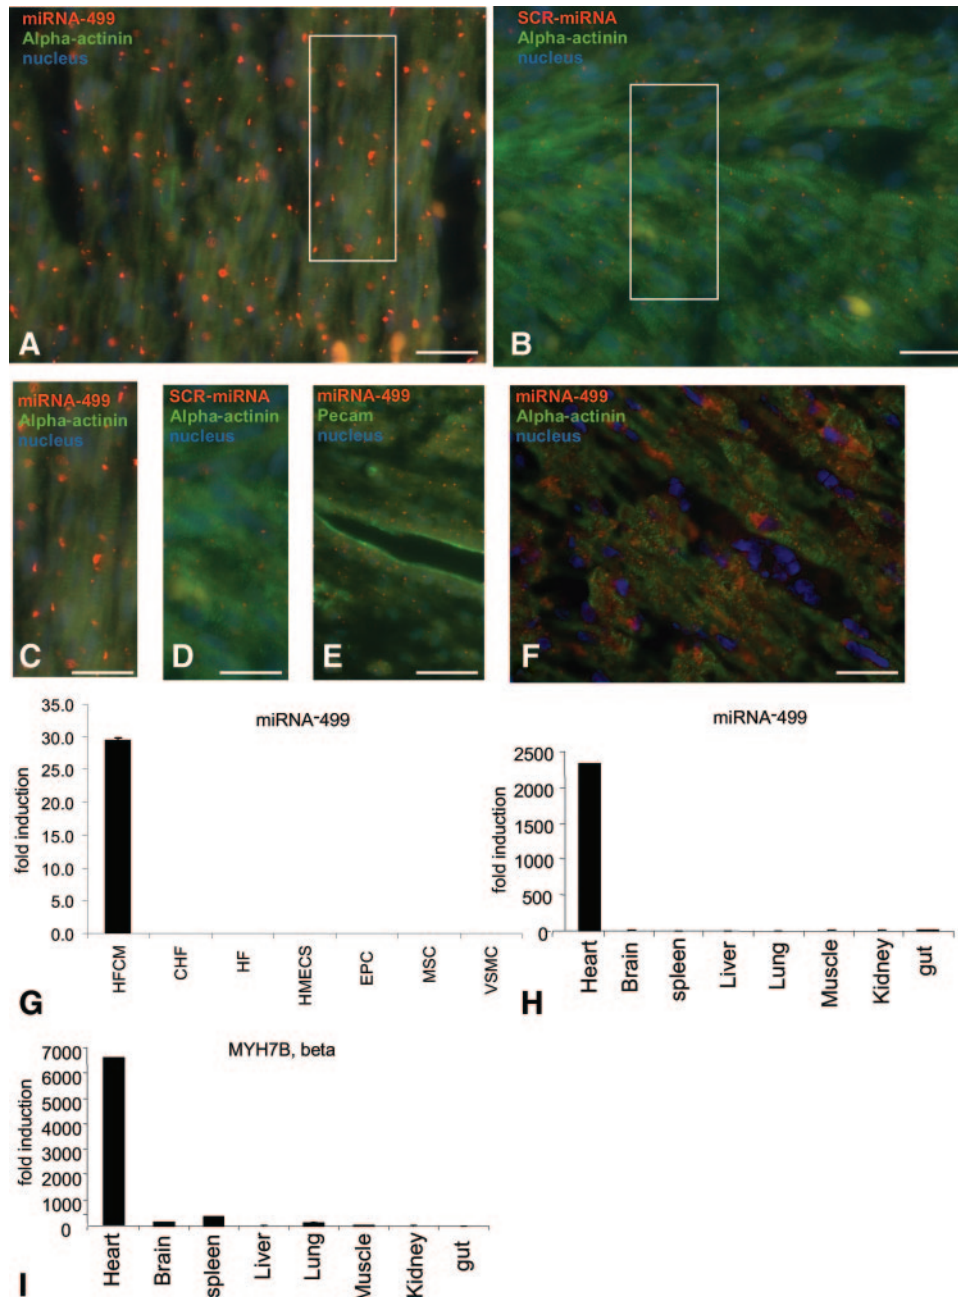 miRNA-499
Alpha-actinin
nucleus
A
SCR-miRNA
Alpha-actinin
nucleus
B
miRNA-499
Alpha-actinin
nucleus
C
SCR-miRNA
Alpha-actinin
nucleus
D
miRNA-499
Pecam
nucleus
E
miRNA-499
Alpha-actinin
nucleus
F
miRNA-499
fold induction
35.0
30.0
25.0
20.0
15.0
10.0
5.0
0.0
HFCM
CHF
HF
HMECS
EPC
MSC
VSMC
G
miRNA-499
fold induction
2500
2000
1500
1000
500
0
Heart
Brain
spleen
Liver
Lung
Muscle
Kidney
gut
H
MYH7B, beta
fold induction
7000
6000
5000
4000
3000
2000
1000
0
Heart
Brain
spleen
Liver
Lung
Muscle
Kidney
gut
I